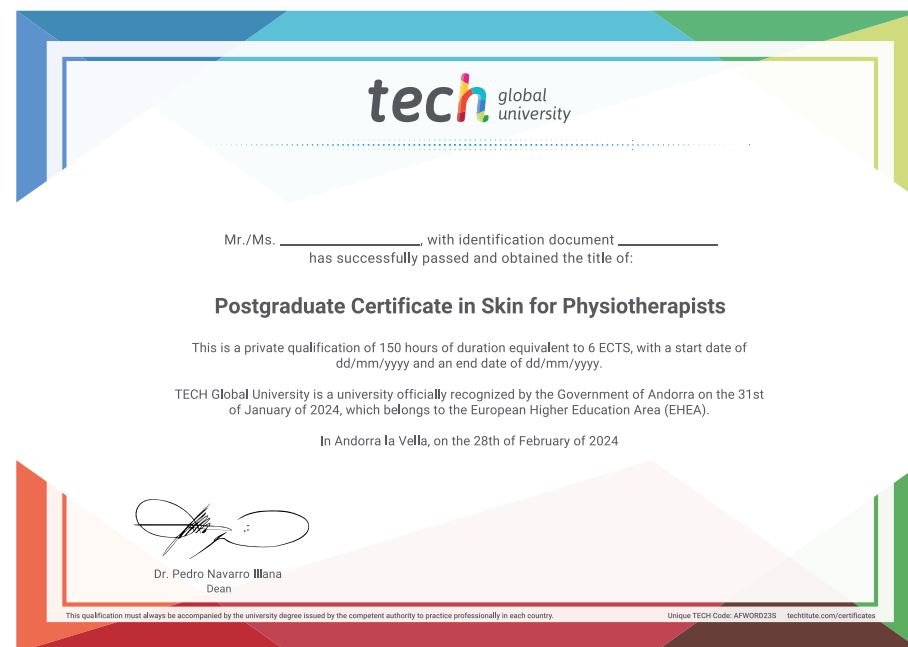 tech global
university
Mr./Ms. ____________, with identification document ____________
has successfully passed and obtained the title of:
Postgraduate Certificate in Skin for Physiotherapists
This is a private qualification of 150 hours of duration equivalent to 6 ECTS, with a start date of
dd/mm/yyyy and an end date of dd/mm/yyyy.
TECH Global University is a university officially recognized by the Government of Andorra on the 31st
of January of 2024, which belongs to the European Higher Education Area (EHEA).
In Andorra la Vella, on the 28th of February of 2024
Dr. Pedro Navarro Illana
Dean
This qualification must always be accompanied by the university degree issued by the competent authority to practice professionally in each country.
Unique TECH Code: AFWORD23S techtitute.com/certificates